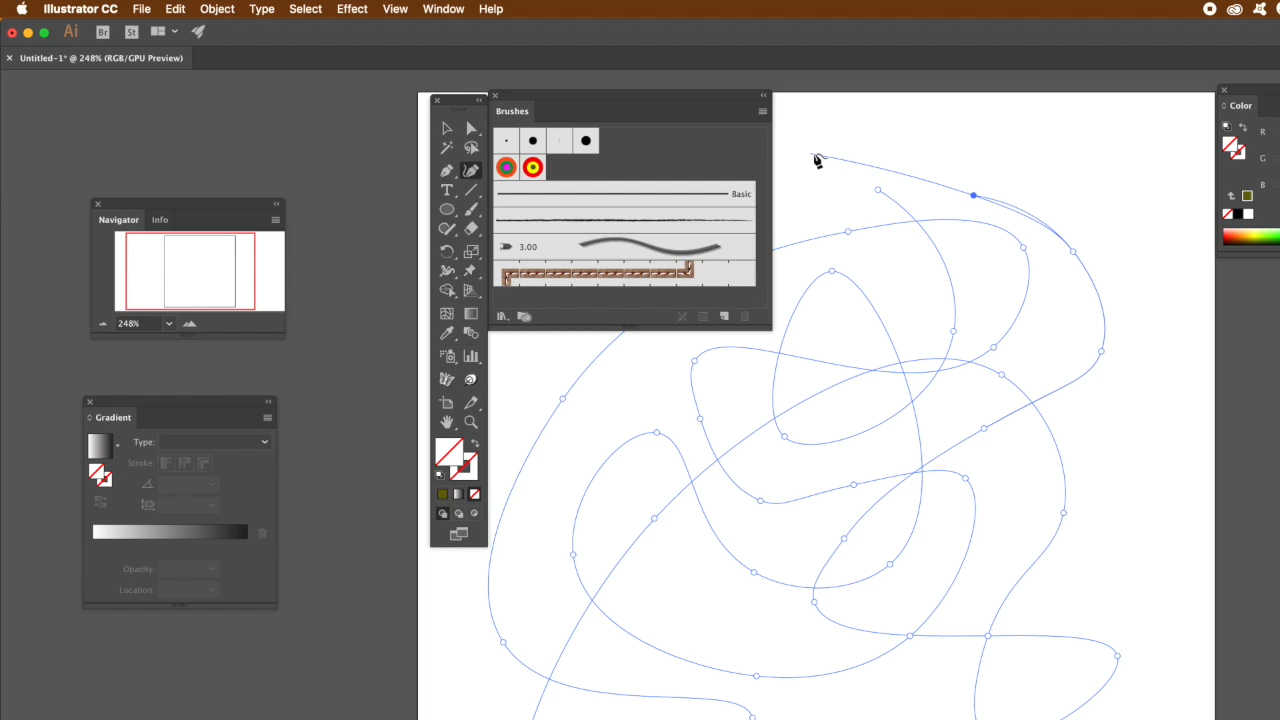 Illustrator CC File Edit Object Type Select Effect View Window Help
Ai Br St
Untitled-1* @ 248% (RGB/GPU Preview)
Brushes
Color
R
G
B
Basic
3.00
Navigator Info
248%
Gradient
Type:
Stroke:
Opacity:
Location:
T